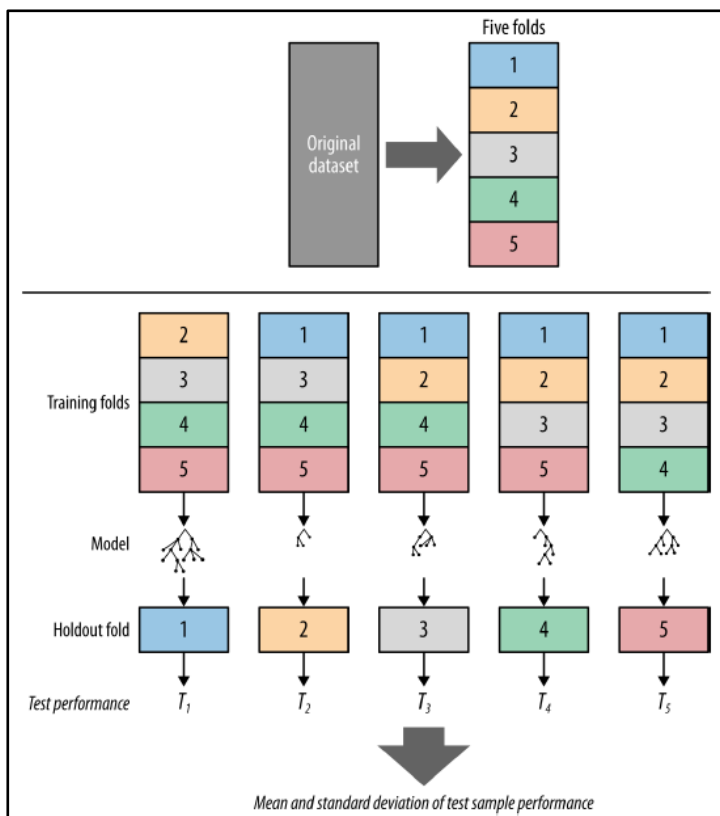 Five folds
1
2
Original
dataset
3
4
5
Training folds
2
3
4
5
1
3
4
5
1
2
4
5
1
2
3
5
1
2
3
4
Model
Holdout fold
1
2
3
4
5
Test performance
T1
T2
T3
T4
T5
Mean and standard deviation of test sample performance